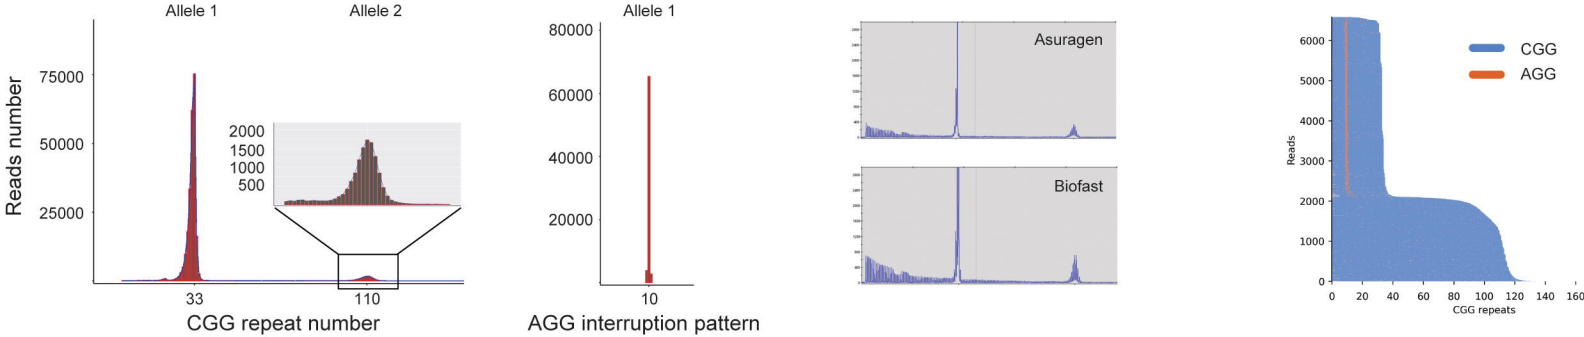 Allele 1
Allele 2
Reads number
75000
50000
25000
2000
1500
1000
500
33
110
CGG repeat number
Allele 1
80000
60000
40000
20000
10
AGG interruption pattern
Asuragen
Biofast
Reads
6000
5000
4000
3000
2000
1000
0
CGG
AGG
0 20 40 60 80 100 120 140 160
CGG repeats